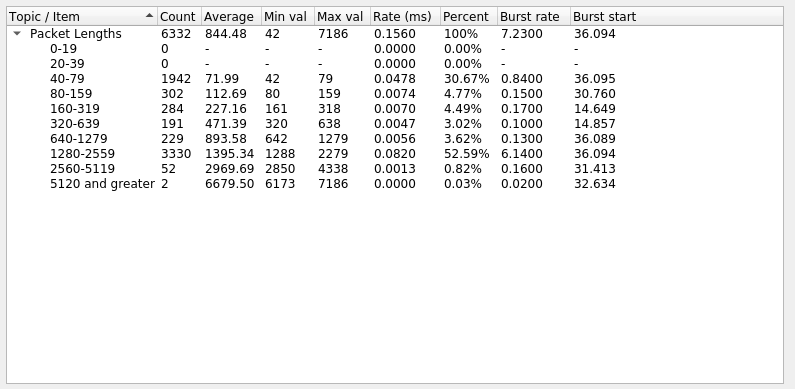 Topic / Item Count Average Min val Max val Rate (ms) Percent Burst rate Burst start
Packet Lengths 6332 844.48 42 7186 0.1560 100% 7.2300 36.094
0-19 0 - - - 0.0000 0.00% - -
20-39 0 - - - 0.0000 0.00% - -
40-79 1942 71.99 42 79 0.0478 30.67% 0.8400 36.095
80-159 302 112.69 80 159 0.0074 4.77% 0.1500 30.760
160-319 284 227.16 161 318 0.0070 4.49% 0.1700 14.649
320-639 191 471.39 320 638 0.0047 3.02% 0.1000 14.857
640-1279 229 893.58 642 1279 0.0056 3.62% 0.1300 36.089
1280-2559 3330 1395.34 1288 2279 0.0820 52.59% 6.1400 36.094
2560-5119 52 2969.69 2850 4338 0.0013 0.82% 0.1600 31.413
5120 and greater 2 6679.50 6173 7186 0.0000 0.03% 0.0200 32.634